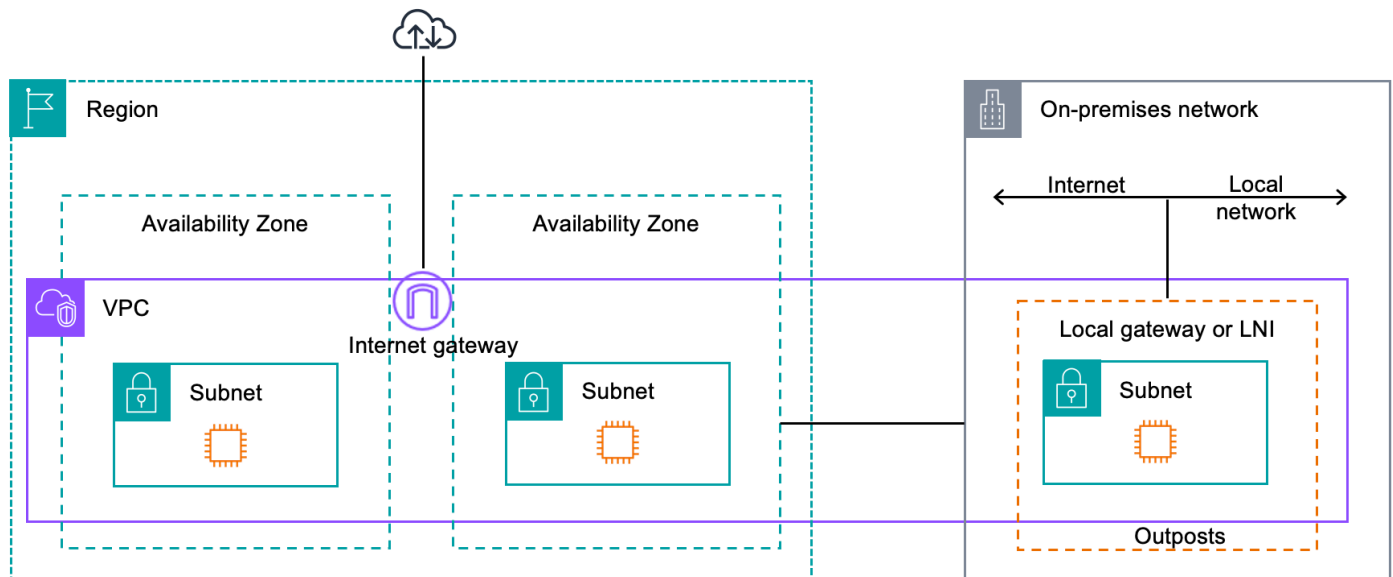 Region
On-premises network
Internet
Local
network
Availability Zone
Availability Zone
VPC
Internet gateway
Local gateway or LNI
Subnet
Subnet
Subnet
Outposts